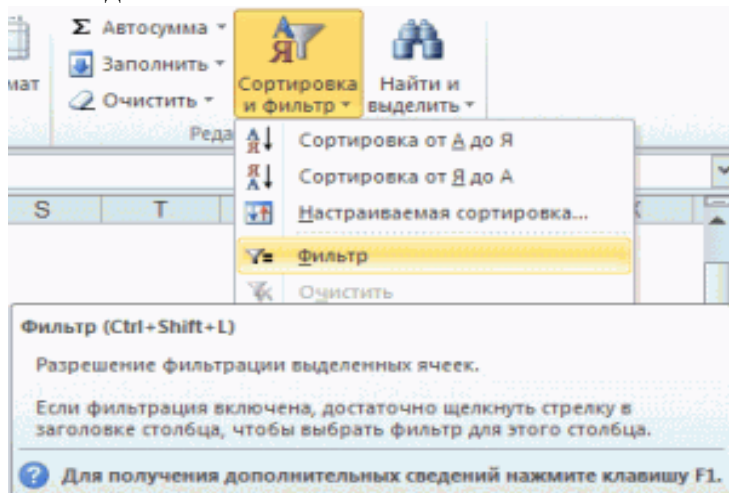 Σ Автосумма
Заполнить
Очистить
мат
Сортировка
и фильтр
Найти и
выделить
Реда
Сортировка от А до Я
Сортировка от Я до А
Настраиваемая сортировка...
S T
Фильтр
Очистить
Фильтр (Ctrl+Shift+L)
Разрешение фильтрации выделенных ячеек.
Если фильтрация включена, достаточно щелкнуть стрелку в
заголовке столбца, чтобы выбрать фильтр для этого столбца.
Для получения дополнительных сведений нажмите клавишу F1.